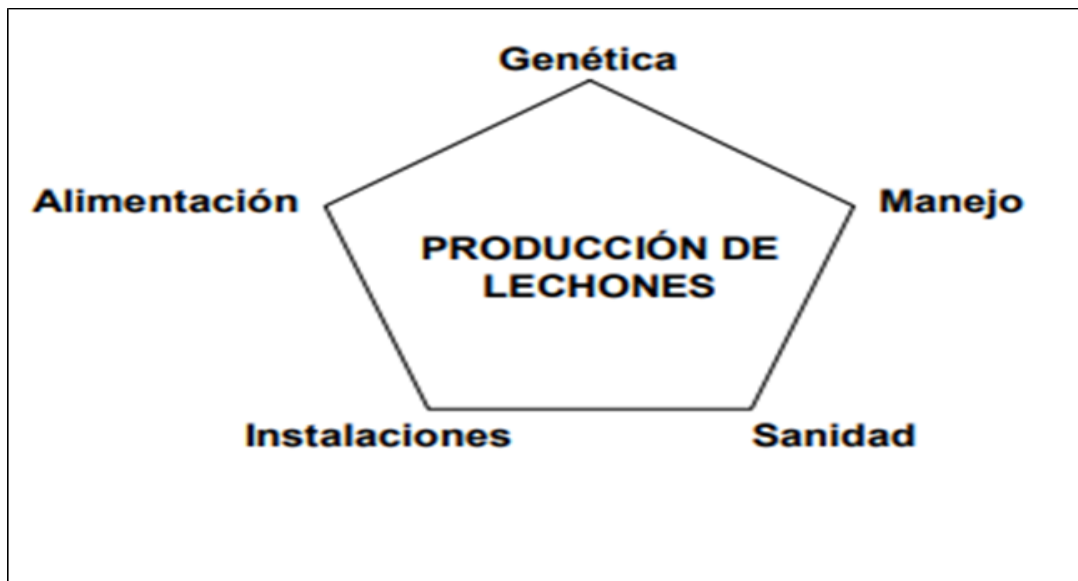 Genética
Alimentación
Manejo
PRODUCCIÓN DE
LECHONES
Instalaciones
Sanidad